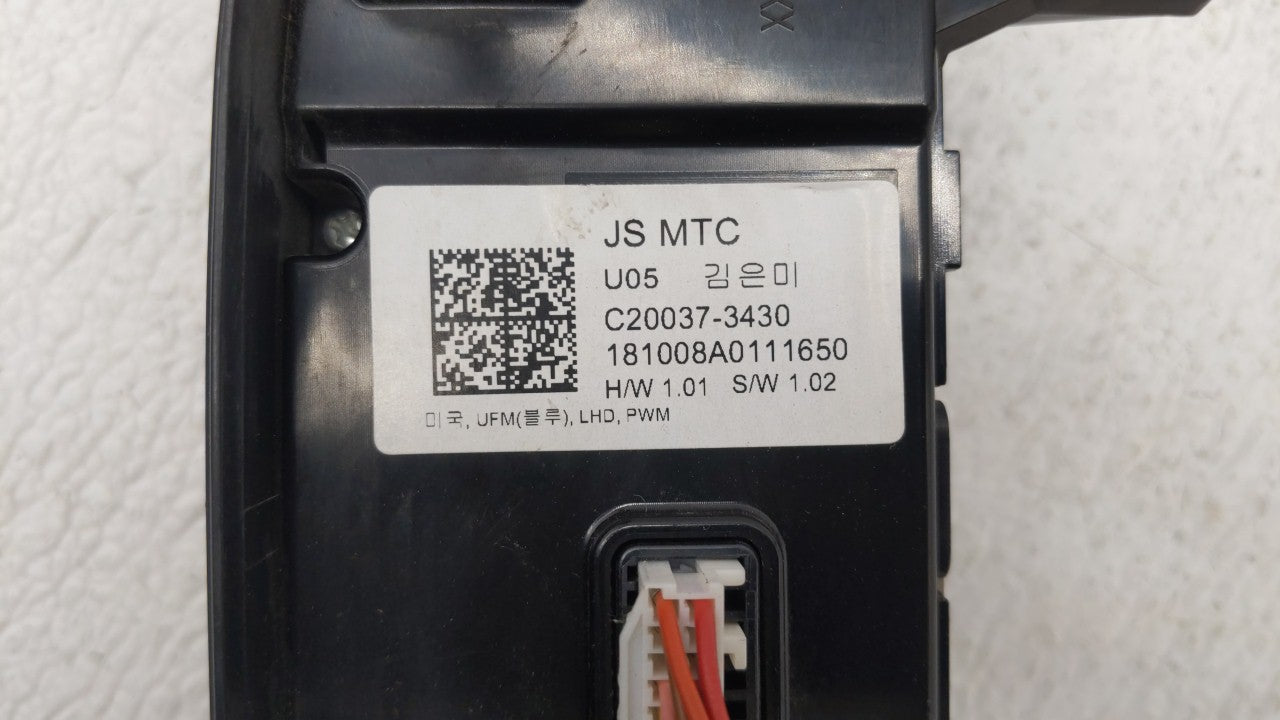 JS MTC
U05 김은미
C20037-3430
181008A0111650
H/W 1.01 S/W 1.02
미국, UFM(블루), LHD, PWM